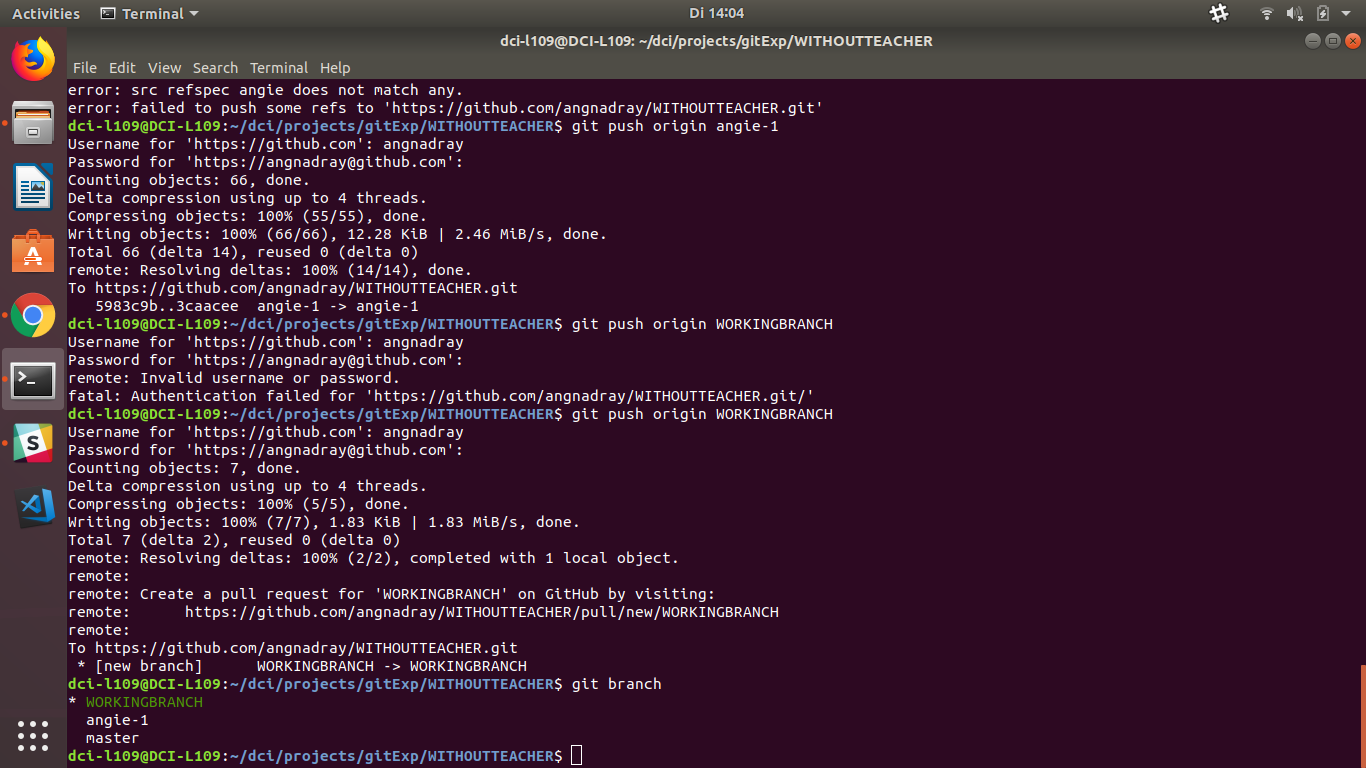 Activities Terminal Di 14:04
dci-l109@DCI-L109: ~/dci/projects/gitExp/WITHOUTTEACHER
File Edit View Search Terminal Help
error: src refspec angie does not match any.
error: failed to push some refs to 'https://github.com/angnadray/WITHOUTTEACHER.git'
dci-l109@DCI-L109:~/dci/projects/gitExp/WITHOUTTEACHER$ git push origin angie-1
Username for 'https://github.com': angnadray
Password for 'https://angnadray@github.com':
Counting objects: 66, done.
Delta compression using up to 4 threads.
Compressing objects: 100% (55/55), done.
Writing objects: 100% (66/66), 12.28 KiB | 2.46 MiB/s, done.
Total 66 (delta 14), reused 0 (delta 0)
remote: Resolving deltas: 100% (14/14), done.
To https://github.com/angnadray/WITHOUTTEACHER.git
   5983c9b..3caacee  angie-1 -> angie-1
dci-l109@DCI-L109:~/dci/projects/gitExp/WITHOUTTEACHER$ git push origin WORKINGBRANCH
Username for 'https://github.com': angnadray
Password for 'https://angnadray@github.com':
remote: Invalid username or password.
fatal: Authentication failed for 'https://github.com/angnadray/WITHOUTTEACHER.git/'
dci-l109@DCI-L109:~/dci/projects/gitExp/WITHOUTTEACHER$ git push origin WORKINGBRANCH
Username for 'https://github.com': angnadray
Password for 'https://angnadray@github.com':
Counting objects: 7, done.
Delta compression using up to 4 threads.
Compressing objects: 100% (5/5), done.
Writing objects: 100% (7/7), 1.83 KiB | 1.83 MiB/s, done.
Total 7 (delta 2), reused 0 (delta 0)
remote: Resolving deltas: 100% (2/2), completed with 1 local object.
remote:
remote: Create a pull request for 'WORKINGBRANCH' on GitHub by visiting:
remote:      https://github.com/angnadray/WITHOUTTEACHER/pull/new/WORKINGBRANCH
remote:
To https://github.com/angnadray/WITHOUTTEACHER.git
 * [new branch]      WORKINGBRANCH -> WORKINGBRANCH
dci-l109@DCI-L109:~/dci/projects/gitExp/WITHOUTTEACHER$ git branch
* WORKINGBRANCH
  angie-1
  master
dci-l109@DCI-L109:~/dci/projects/gitExp/WITHOUTTEACHER$